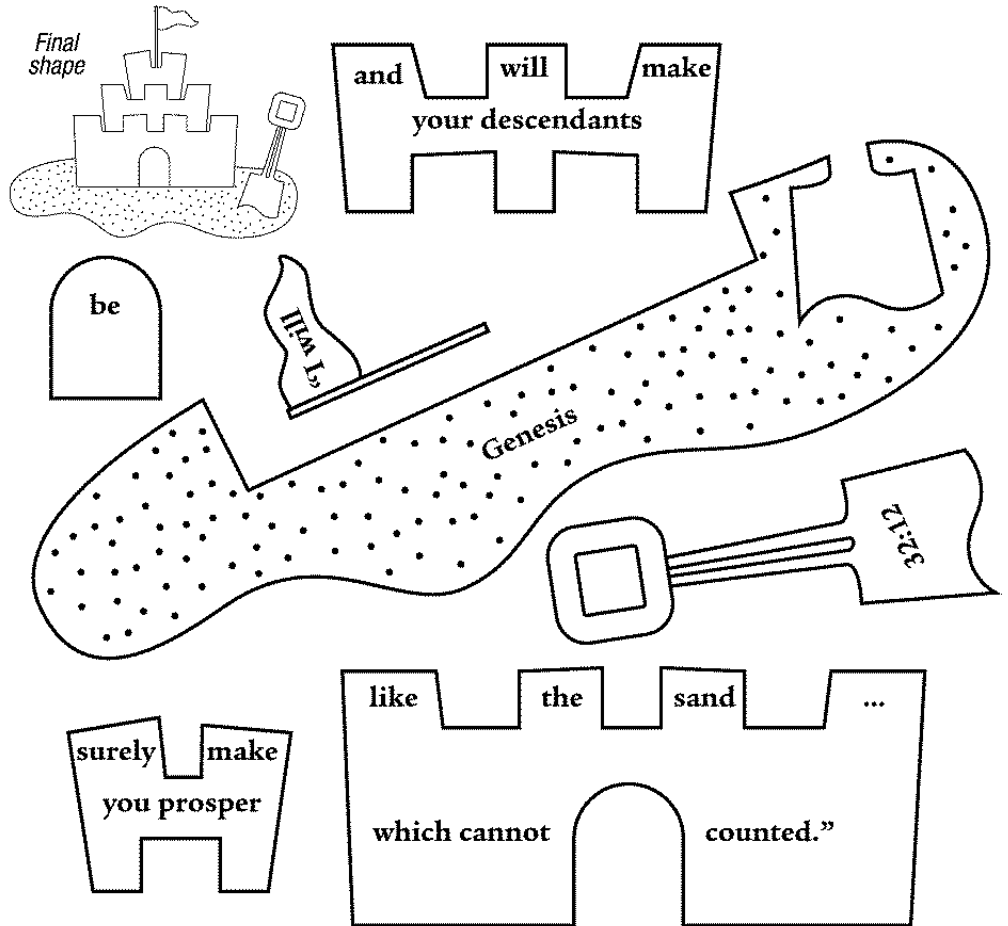 Final
shape
and will make
your descendants
be
“I will
Genesis
32:12
surely make
you prosper
like the sand ...
which cannot counted.”